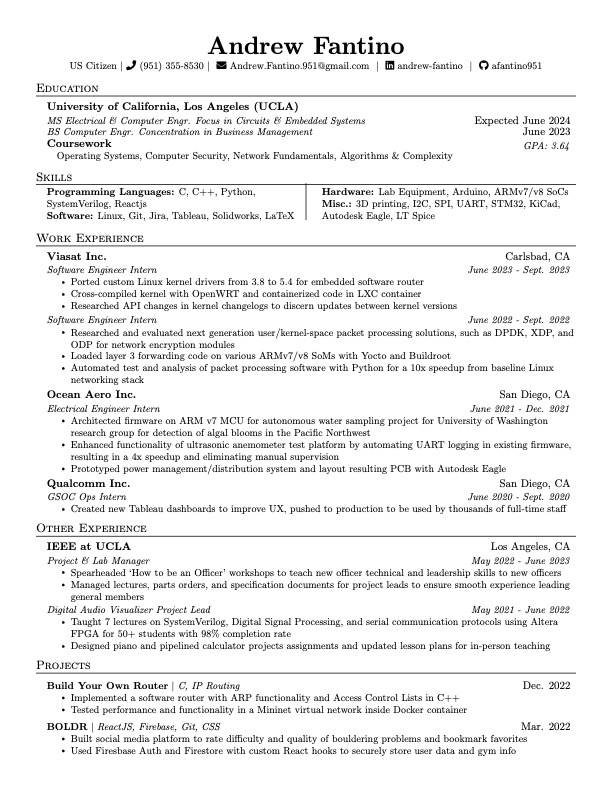 Andrew Fantino
US Citizen | (951) 355-8530 | Andrew.Fantino.951@gmail.com | andrew-fantino | afantino951
Education
University of California, Los Angeles (UCLA)
MS Electrical & Computer Engr. Focus in Circuits & Embedded Systems Expected June 2024
BS Computer Engr. Concentration in Business Management June 2023
Coursework GPA: 3.64
Operating Systems, Computer Security, Network Fundamentals, Algorithms & Complexity
Skills
Programming Languages: C, C++, Python,
SystemVerilog, Reactjs
Software: Linux, Git, Jira, Tableau, Solidworks, LaTeX
Hardware: Lab Equipment, Arduino, ARMv7/v8 SoCs
Misc.: 3D printing, I2C, SPI, UART, STM32, KiCad,
Autodesk Eagle, LT Spice
Work Experience
Viasat Inc. Carlsbad, CA
Software Engineer Intern June 2023 - Sept. 2023
• Ported custom Linux kernel drivers from 3.8 to 5.4 for embedded software router
• Cross-compiled kernel with OpenWRT and containerized code in LXC container
• Researched API changes in kernel changelogs to discern updates between kernel versions
Software Engineer Intern June 2022 - Sept. 2022
• Researched and evaluated next generation user/kernel-space packet processing solutions, such as DPDK, XDP, and
ODP for network encryption modules
• Loaded layer 3 forwarding code on various ARMv7/v8 SoMs with Yocto and Buildroot
• Automated test and analysis of packet processing software with Python for a 10x speedup from baseline Linux
networking stack
Ocean Aero Inc. San Diego, CA
Electrical Engineer Intern June 2021 - Dec. 2021
• Architected firmware on ARM v7 MCU for autonomous water sampling project for University of Washington
research group for detection of algal blooms in the Pacific Northwest
• Enhanced functionality of ultrasonic anemometer test platform by automating UART logging in existing firmware,
resulting in a 4x speedup and eliminating manual supervision
• Prototyped power management/distribution system and layout resulting PCB with Autodesk Eagle
Qualcomm Inc. San Diego, CA
GSOC Ops Intern June 2020 - Sept. 2020
• Created new Tableau dashboards to improve UX, pushed to production to be used by thousands of full-time staff
Other Experience
IEEE at UCLA Los Angeles, CA
Project & Lab Manager May 2022 - June 2023
• Spearheaded ‘How to be an Officer’ workshops to teach new officer technical and leadership skills to new officers
• Managed lectures, parts orders, and specification documents for project leads to ensure smooth experience leading
general members
Digital Audio Visualizer Project Lead May 2021 - June 2022
• Taught 7 lectures on SystemVerilog, Digital Signal Processing, and serial communication protocols using Altera
FPGA for 50+ students with 98% completion rate
• Designed piano and pipelined calculator projects assignments and updated lesson plans for in-person teaching
Projects
Build Your Own Router | C, IP Routing Dec. 2022
• Implemented a software router with ARP functionality and Access Control Lists in C++
• Tested performance and functionality in a Mininet virtual network inside Docker container
BOLDR | ReactJS, Firebase, Git, CSS Mar. 2022
• Built social media platform to rate difficulty and quality of bouldering problems and bookmark favorites
• Used Firesbase Auth and Firestore with custom React hooks to securely store user data and gym info